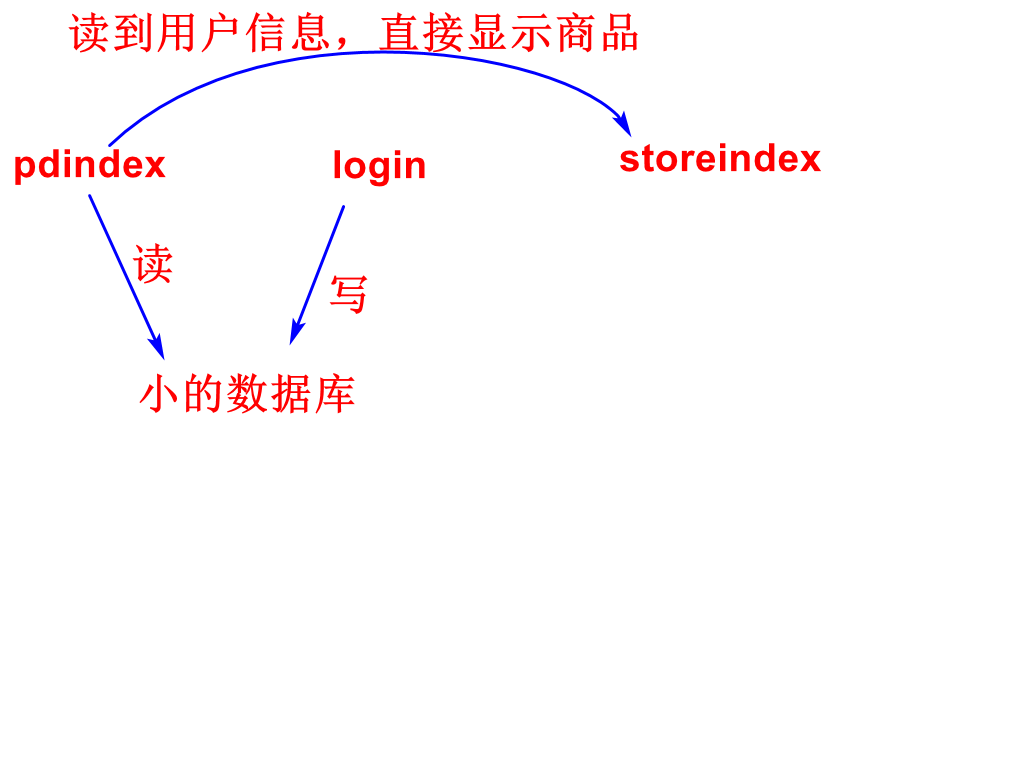 读到用户信息，直接显示商品
pdindex
login
storeindex
读
写
小的数据库